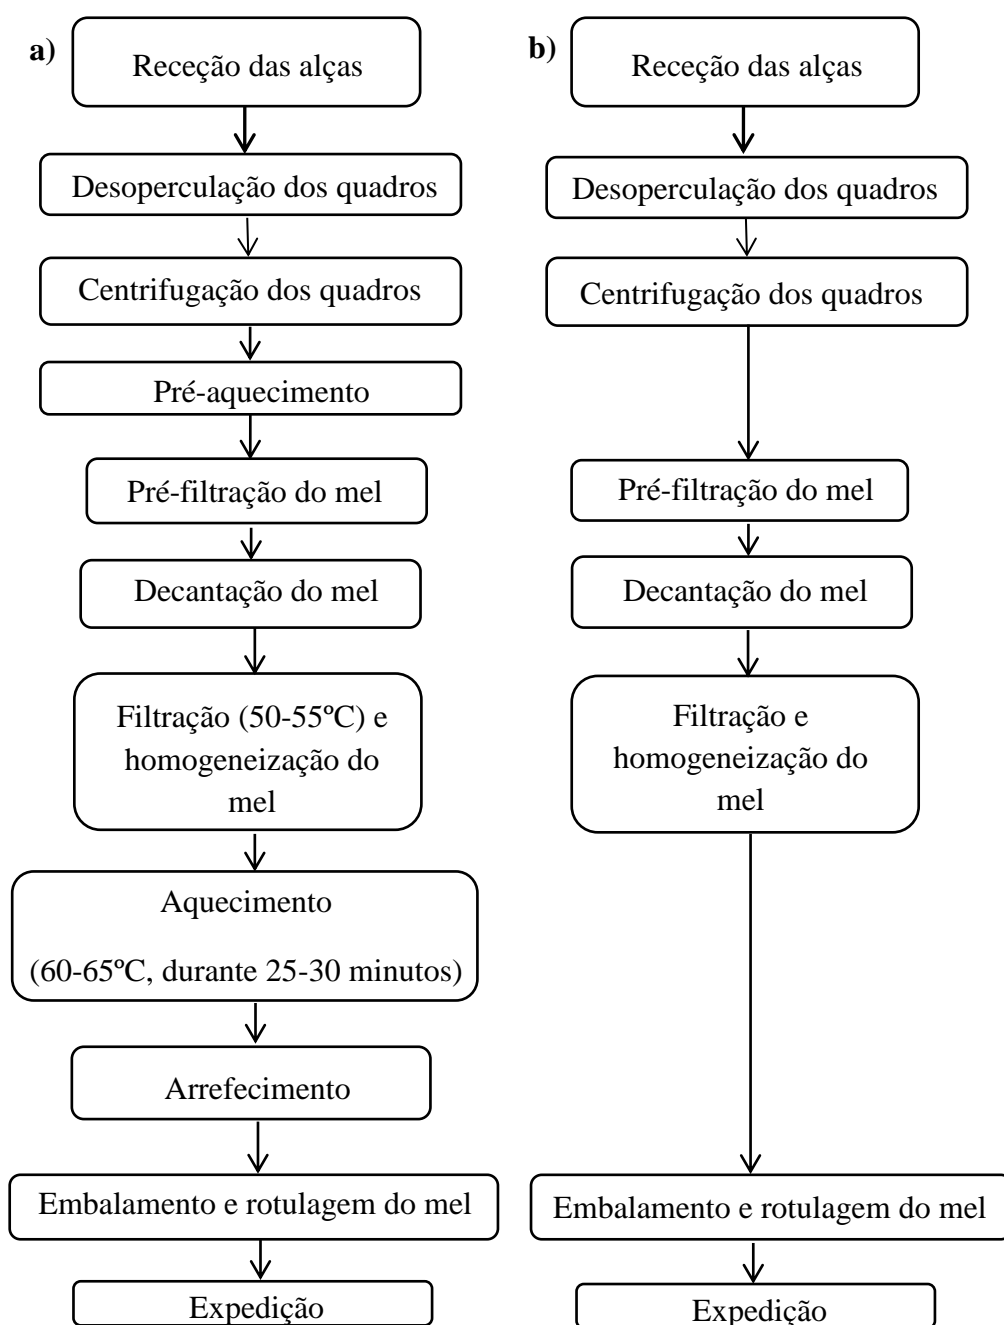 a)
Receção das alças
Desoperculação dos quadros
Centrifugação dos quadros
Pré-aquecimento
Pré-filtração do mel
Decantação do mel
Filtração (50-55ºC) e
homogeneização do
mel
Aquecimento
(60-65ºC, durante 25-30 minutos)
Arrefecimento
Embalamento e rotulagem do mel
Expedição
b)
Receção das alças
Desoperculação dos quadros
Centrifugação dos quadros
Pré-filtração do mel
Decantação do mel
Filtração e
homogeneização do
mel
Embalamento e rotulagem do mel
Expedição